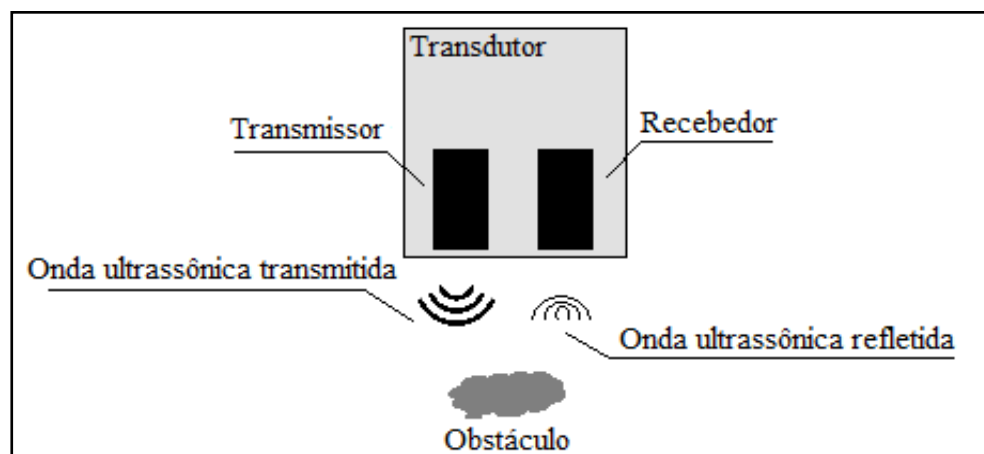 Transdutor
Transmissor
Recebedor
Onda ultrassônica transmitida
Onda ultrassônica refletida
Obstáculo